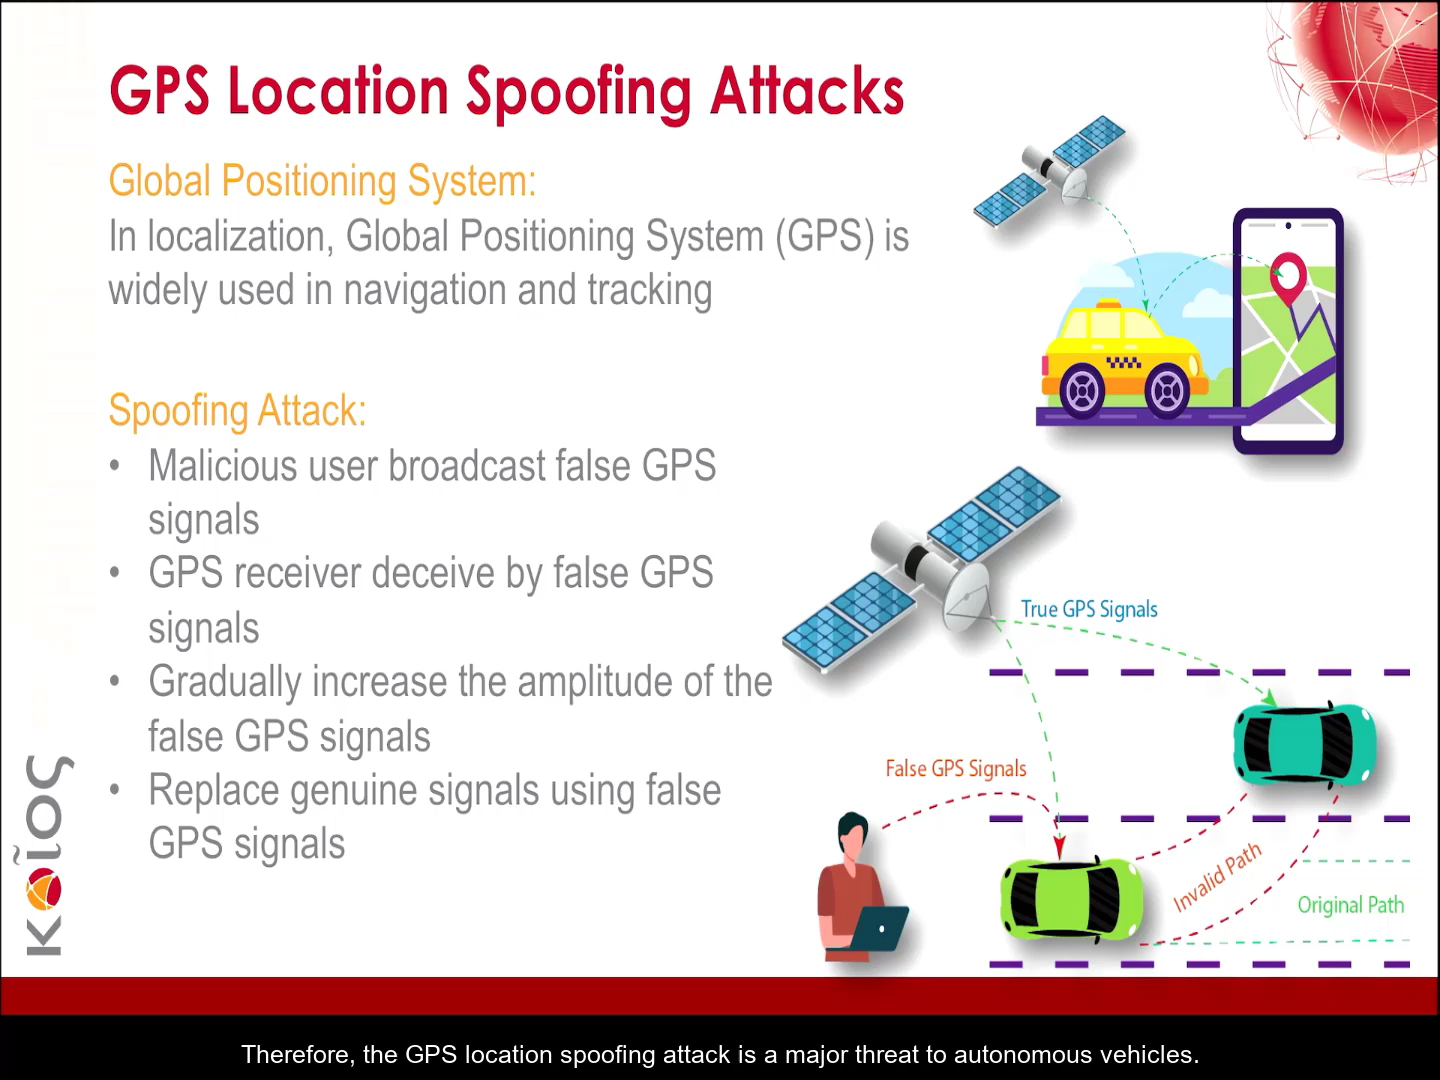 GPS Location Spoofing Attacks
Global Positioning System:
In localization, Global Positioning System (GPS) is
widely used in navigation and tracking
Spoofing Attack:
• Malicious user broadcast false GPS
signals
• GPS receiver deceive by false GPS
signals
• Gradually increase the amplitude of the
false GPS signals
• Replace genuine signals using false
GPS signals
True GPS Signals
False GPS Signals
Invalid Path
Original Path
κοῖος
Therefore, the GPS location spoofing attack is a major threat to autonomous vehicles.